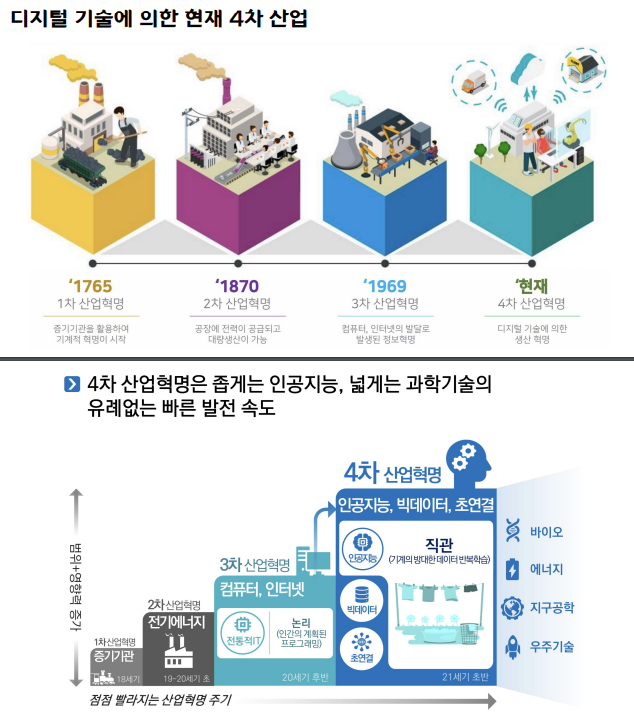 디지털 기술에 의한 현재 4차 산업
‘1765
1차 산업혁명
증기기관을 활용하여
기계적 혁명이 시작
‘1870
2차 산업혁명
공장에 전력이 공급되고
대량생산이 가능
‘1969
3차 산업혁명
컴퓨터, 인터넷의 발달로
발생된 정보혁명
‘현재
4차 산업혁명
디지털 기술에 의한
생산 혁명
4차 산업혁명은 좁게는 인공지능, 넓게는 과학기술의
유례없는 빠른 발전 속도
범위+영향력 증가
1차 산업혁명
증기기관
18세기
2차 산업혁명
전기에너지
19~20세기 초
3차 산업혁명
컴퓨터, 인터넷
전통적IT
논리
(인간의 계획된
프로그래밍)
20세기 후반
4차 산업혁명
인공지능, 빅데이터, 초연결
인공지능
직관
(기계의 방대한 데이터 반복학습)
빅데이터
초연결
21세기 초반
바이오
에너지
지구공학
우주기술
점점 빨라지는 산업혁명 주기